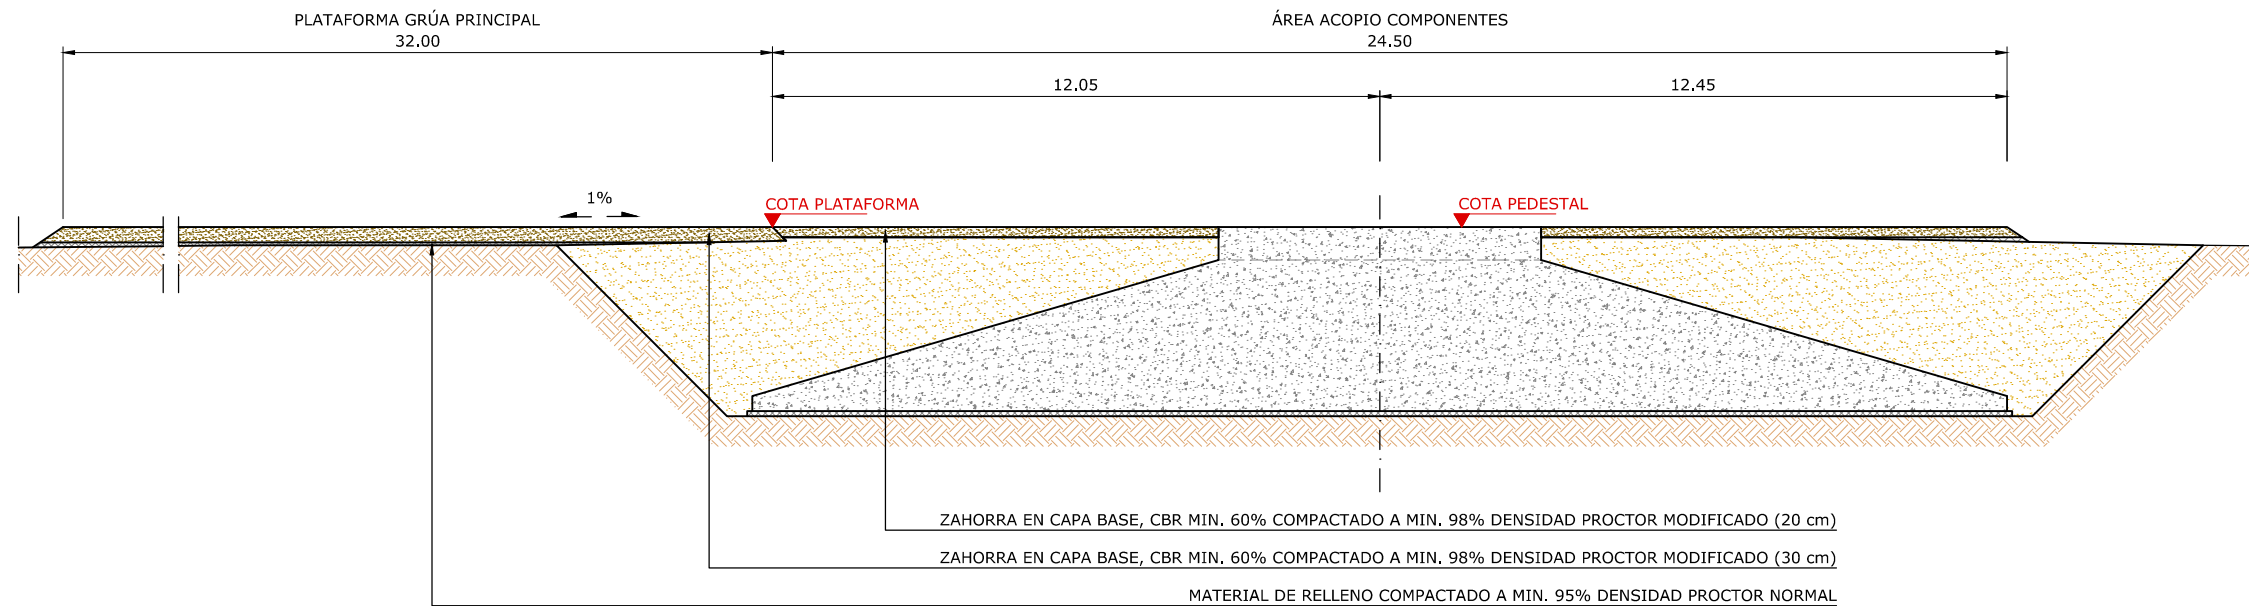 PLATAFORMA GRÚA PRINCIPAL
32.00
ÁREA ACOPIO COMPONENTES
24.50
12.05
12.45
1%
COTA PLATAFORMA
COTA PEDESTAL
ZAHORRA EN CAPA BASE, CBR MIN. 60% COMPACTADO A MIN. 98% DENSIDAD PROCTOR MODIFICADO (20 cm)
ZAHORRA EN CAPA BASE, CBR MIN. 60% COMPACTADO A MIN. 98% DENSIDAD PROCTOR MODIFICADO (30 cm)
MATERIAL DE RELLENO COMPACTADO A MIN. 95% DENSIDAD PROCTOR NORMAL